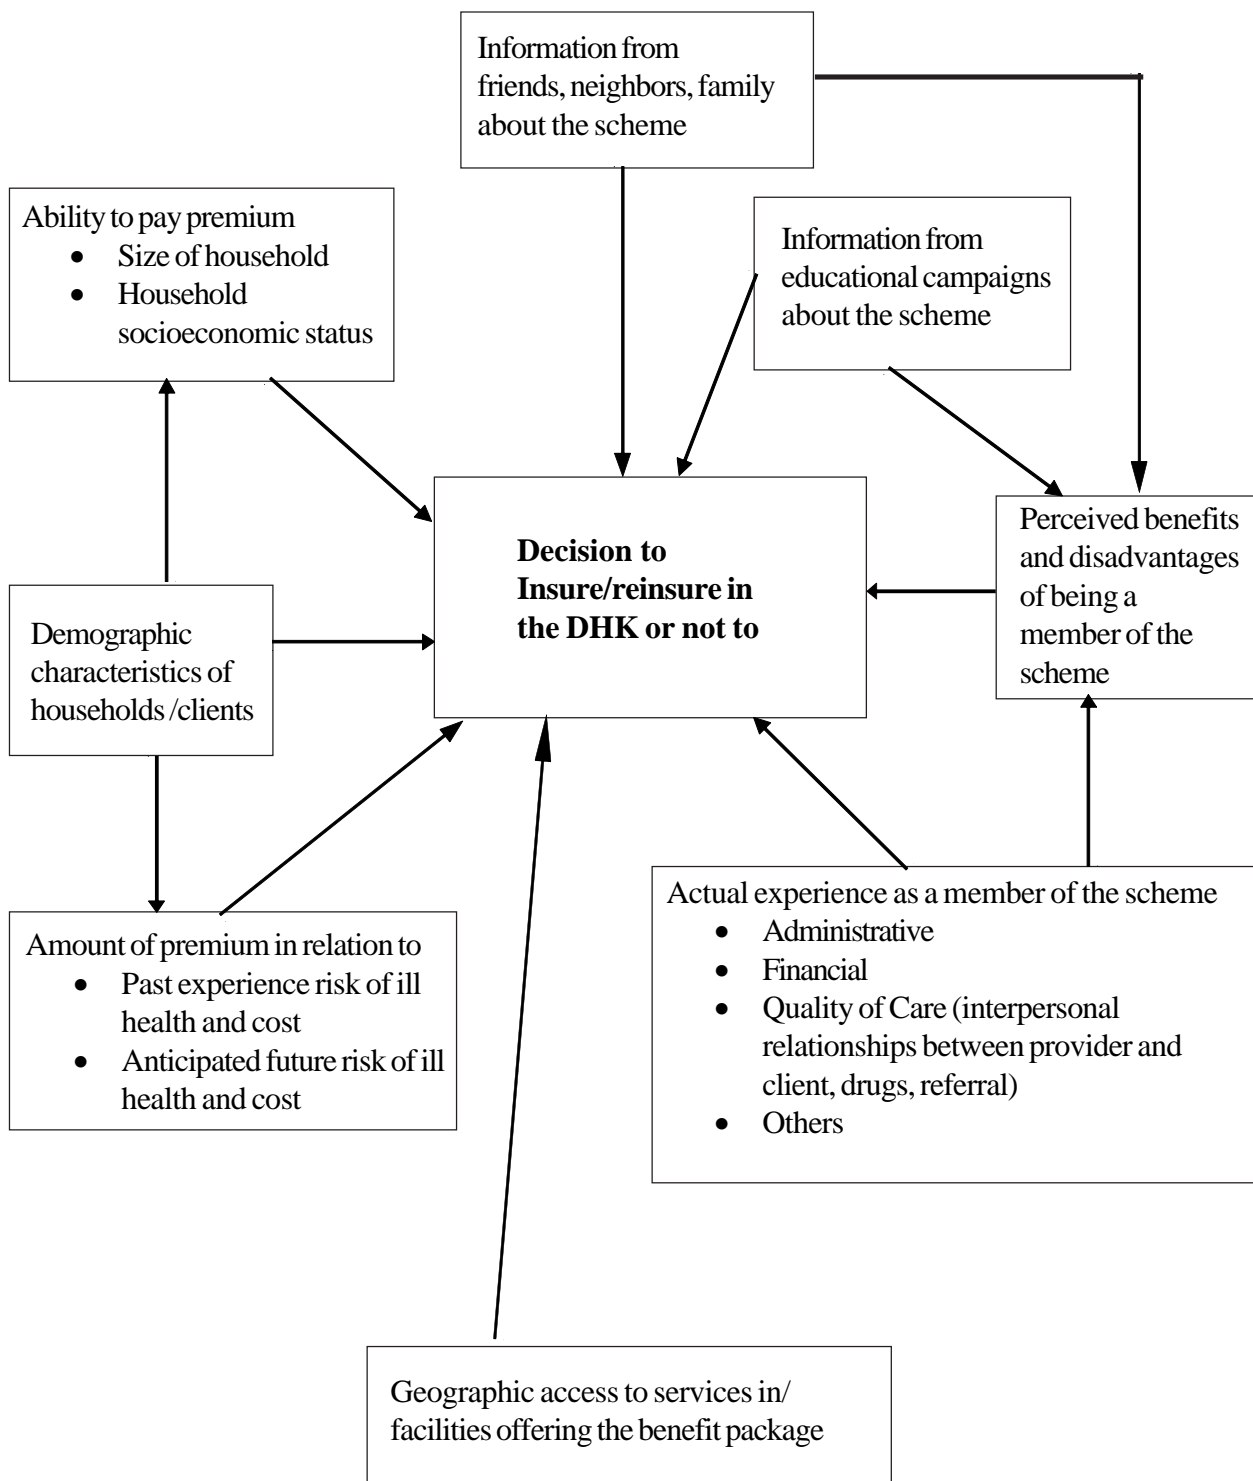 Information from
friends, neighbors, family
about the scheme
Ability to pay premium
• Size of household
• Household
socioeconomic status
Information from
educational campaigns
about the scheme
Decision to
Insure/reinsure in
the DHK or not to
Perceived benefits
and disadvantages
of being a
member of the
scheme
Demographic
characteristics of
households /clients
Amount of premium in relation to
• Past experience risk of ill
health and cost
• Anticipated future risk of ill
health and cost
Actual experience as a member of the scheme
• Administrative
• Financial
• Quality of Care (interpersonal
relationships between provider and
client, drugs, referral)
• Others
Geographic access to services in/
facilities offering the benefit package